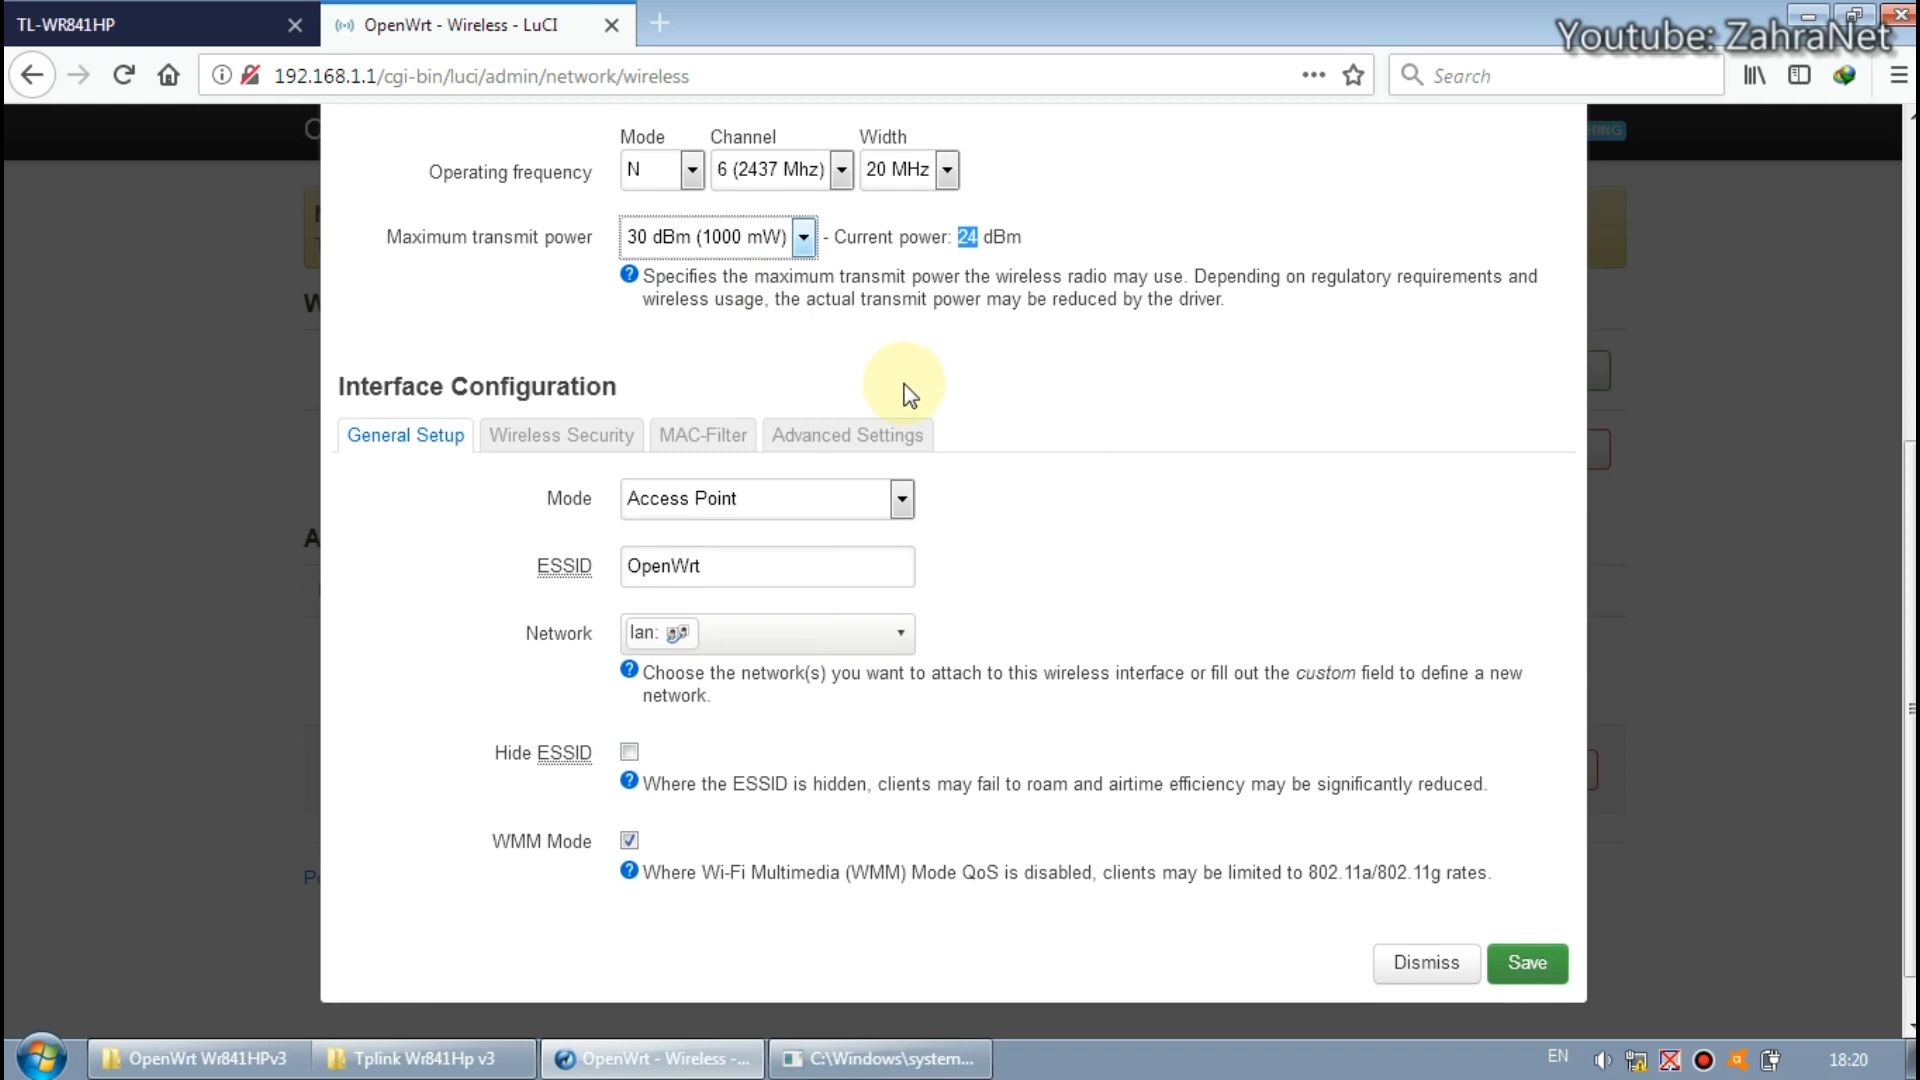 TL-WR841HP
OpenWrt - Wireless - LuCI
Youtube: ZahraNet
192.168.1.1/cgi-bin/luci/admin/network/wireless
Search
Mode Channel Width
Operating frequency N 6 (2437 Mhz) 20 MHz
Maximum transmit power 30 dBm (1000 mW) - Current power: 24 dBm
Specifies the maximum transmit power the wireless radio may use. Depending on regulatory requirements and
wireless usage, the actual transmit power may be reduced by the driver.
Interface Configuration
General Setup Wireless Security MAC-Filter Advanced Settings
Mode Access Point
ESSID OpenWrt
Network lan:
Choose the network(s) you want to attach to this wireless interface or fill out the custom field to define a new
network.
Hide ESSID
Where the ESSID is hidden, clients may fail to roam and airtime efficiency may be significantly reduced.
WMM Mode
Where Wi-Fi Multimedia (WMM) Mode QoS is disabled, clients may be limited to 802.11a/802.11g rates.
Dismiss Save
OpenWrt Wr841HPv3 Tplink Wr841Hp v3 OpenWrt - Wireless -... C:\Windows\system... EN 18:20